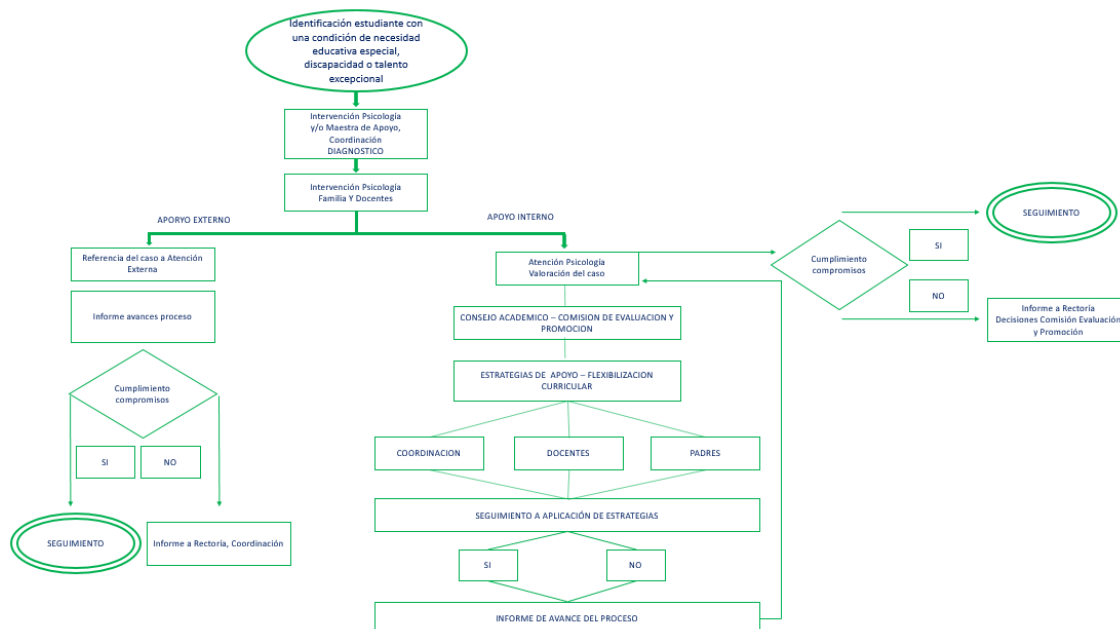 Identificación estudiante con
una condición de necesidad
educativa especial,
discapacidad o talento
excepcional
Intervención Psicología
y/o Maestra de Apoyo,
Coordinación
DIAGNOSTICO
Intervención Psicología
Familia Y Docentes
APORYO EXTERNO
APOYO INTERNO
Referencia del caso a Atención
Externa
Informe avances proceso
Cumplimiento
compromisos
SI
NO
SEGUIMIENTO
Informe a Rectoría, Coordinación
Atención Psicología
Valoración del caso
CONSEJO ACADEMICO – COMISION DE EVALUACION Y
PROMOCION
ESTRATEGIAS DE APOYO – FLEXIBILIZACION
CURRICULAR
COORDINACION
DOCENTES
PADRES
SEGUIMIENTO A APLICACIÓN DE ESTRATEGIAS
SI
NO
INFORME DE AVANCE DEL PROCESO
Cumplimiento
compromisos
SEGUIMIENTO
SI
NO
Informe a Rectoría
Decisiones Comisión Evaluación
y Promoción